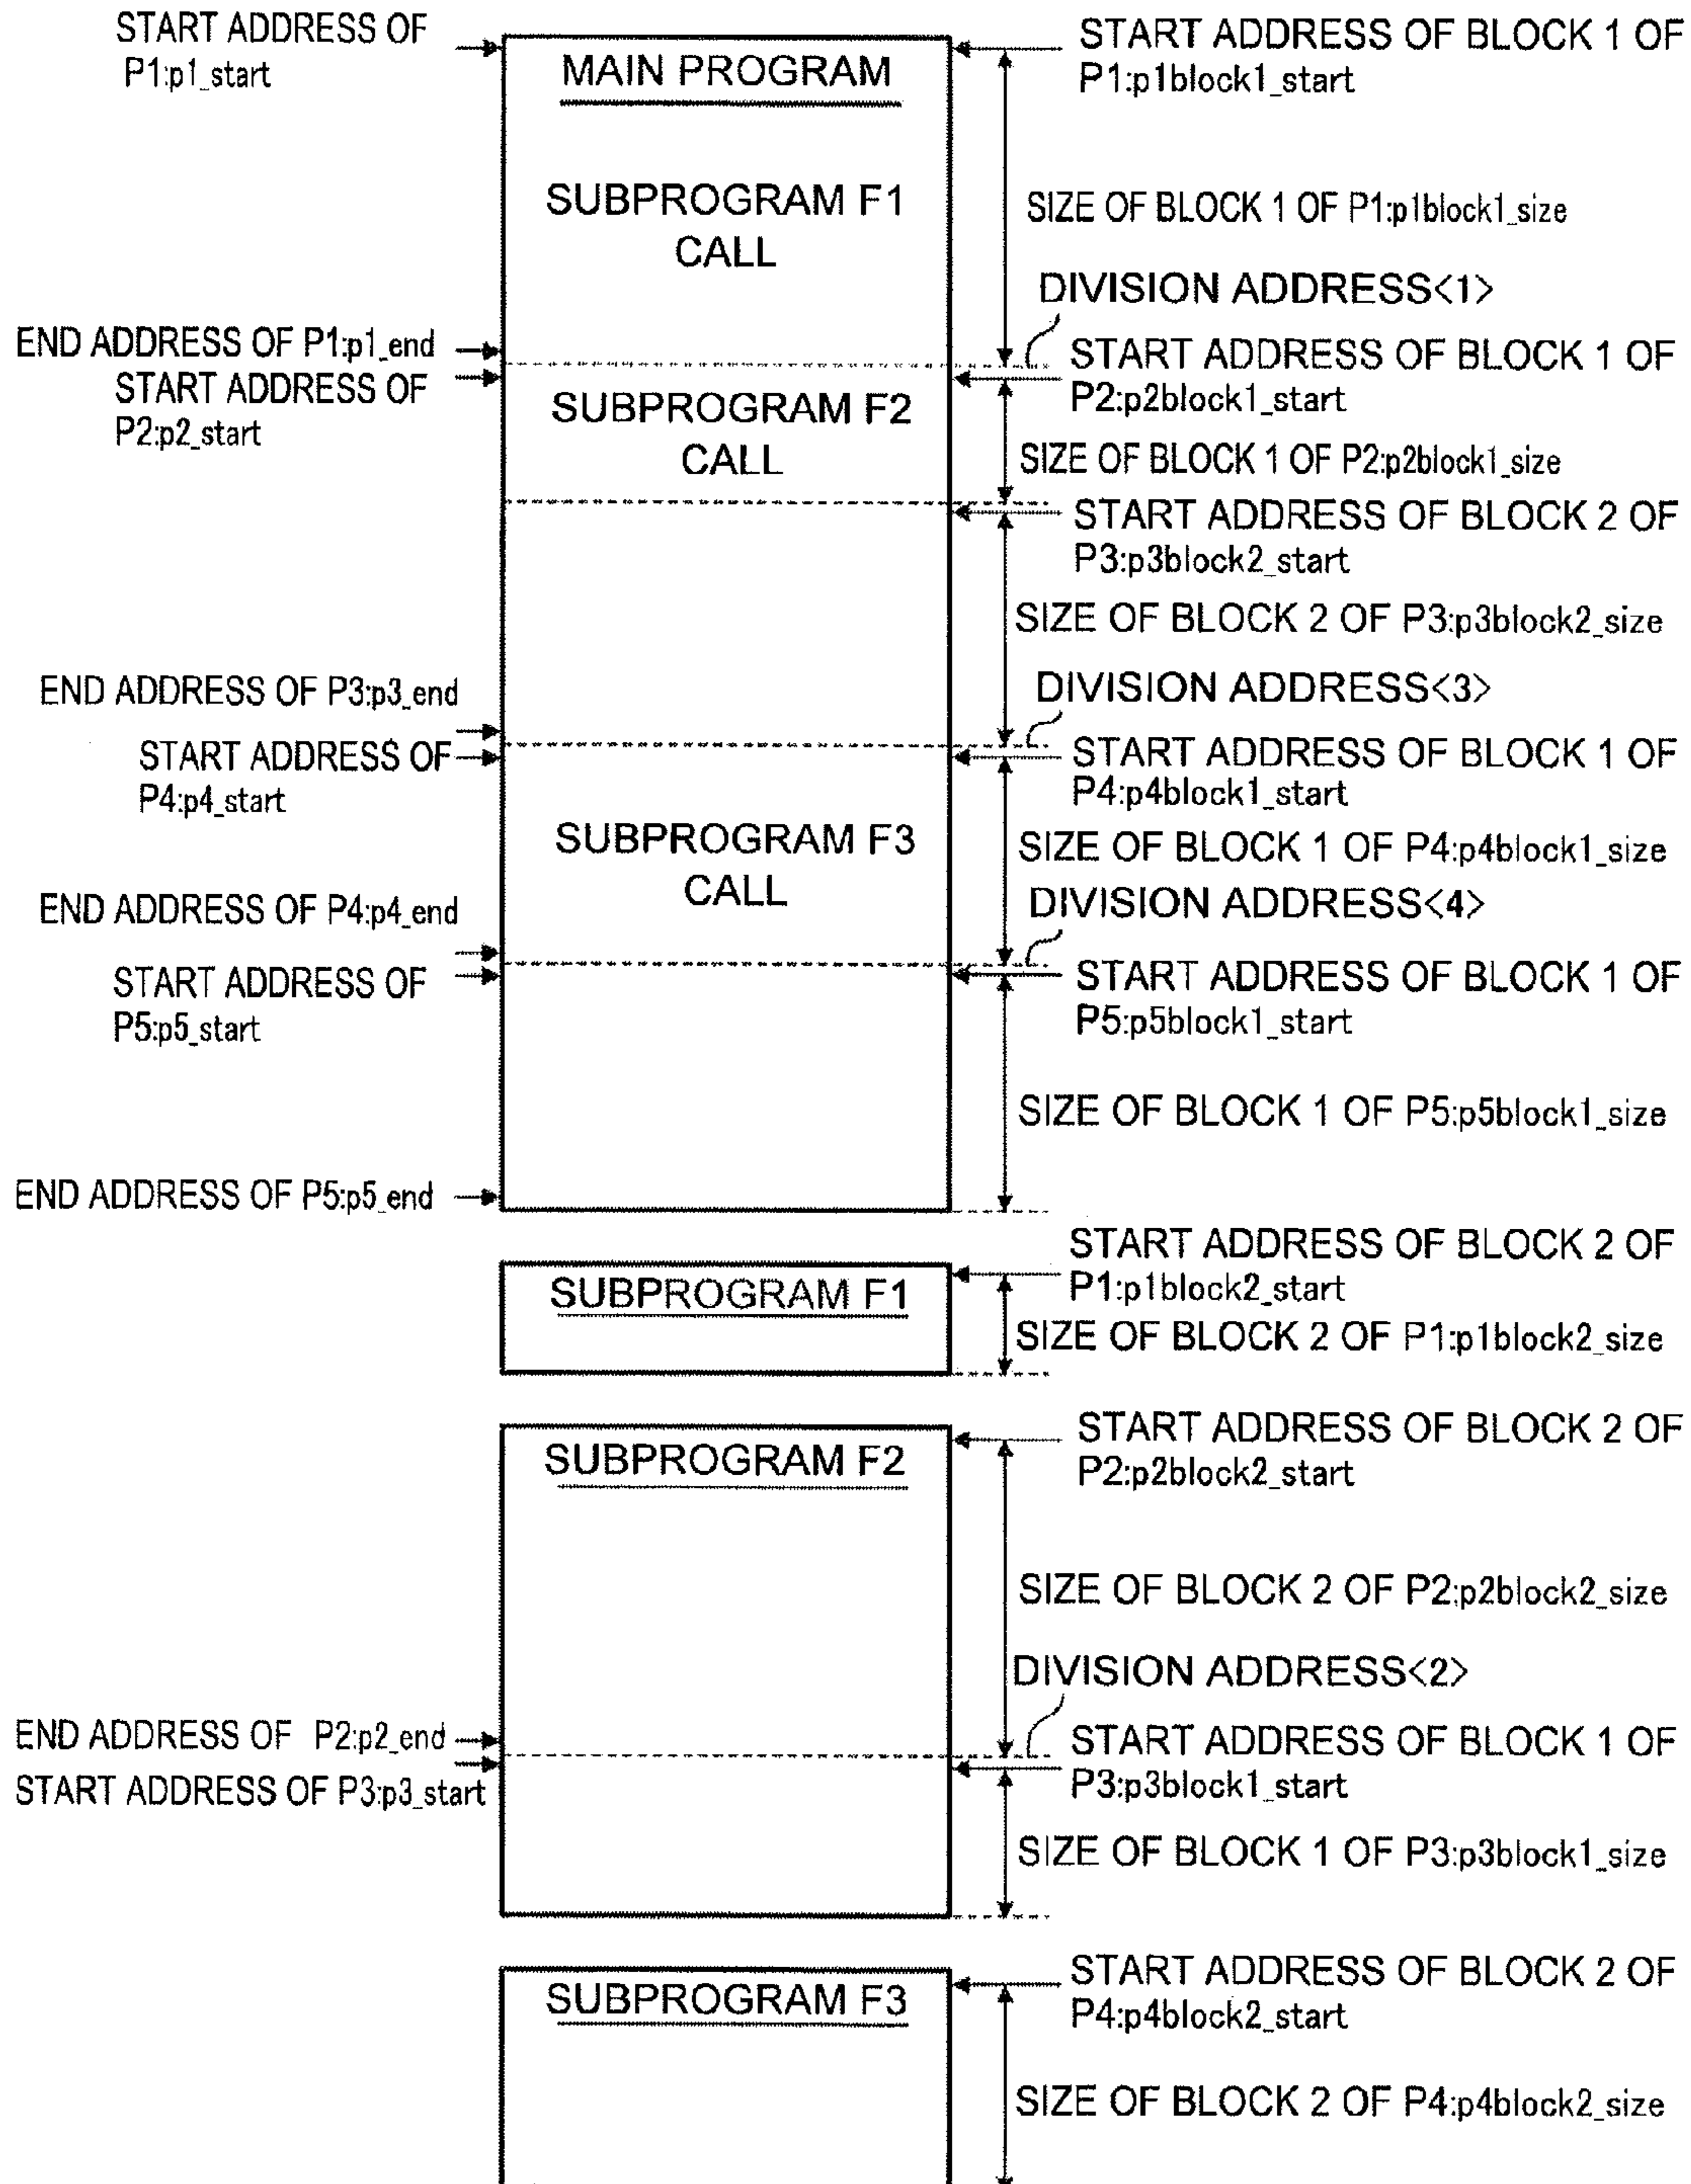 START ADDRESS OF
P1:p1_start
MAIN PROGRAM
START ADDRESS OF BLOCK 1 OF
P1:p1block1_start
SUBPROGRAM F1
CALL
SIZE OF BLOCK 1 OF P1:p1block1_size
DIVISION ADDRESS<1>
END ADDRESS OF P1:p1_end
START ADDRESS OF
P2:p2_start
SUBPROGRAM F2
CALL
START ADDRESS OF BLOCK 1 OF
P2:p2block1_start
SIZE OF BLOCK 1 OF P2:p2block1_size
START ADDRESS OF BLOCK 2 OF
P3:p3block2_start
SIZE OF BLOCK 2 OF P3:p3block2_size
END ADDRESS OF P3:p3_end
DIVISION ADDRESS<3>
START ADDRESS OF
P4:p4_start
START ADDRESS OF BLOCK 1 OF
P4:p4block1_start
SUBPROGRAM F3
CALL
SIZE OF BLOCK 1 OF P4:p4block1_size
END ADDRESS OF P4:p4_end
DIVISION ADDRESS<4>
START ADDRESS OF
P5:p5_start
START ADDRESS OF BLOCK 1 OF
P5:p5block1_start
SIZE OF BLOCK 1 OF P5:p5block1_size
END ADDRESS OF P5:p5_end
SUBPROGRAM F1
START ADDRESS OF BLOCK 2 OF
P1:p1block2_start
SIZE OF BLOCK 2 OF P1:p1block2_size
SUBPROGRAM F2
START ADDRESS OF BLOCK 2 OF
P2:p2block2_start
SIZE OF BLOCK 2 OF P2:p2block2_size
DIVISION ADDRESS<2>
END ADDRESS OF P2:p2_end
START ADDRESS OF P3:p3_start
START ADDRESS OF BLOCK 1 OF
P3:p3block1_start
SIZE OF BLOCK 1 OF P3:p3block1_size
SUBPROGRAM F3
START ADDRESS OF BLOCK 2 OF
P4:p4block2_start
SIZE OF BLOCK 2 OF P4:p4block2_size